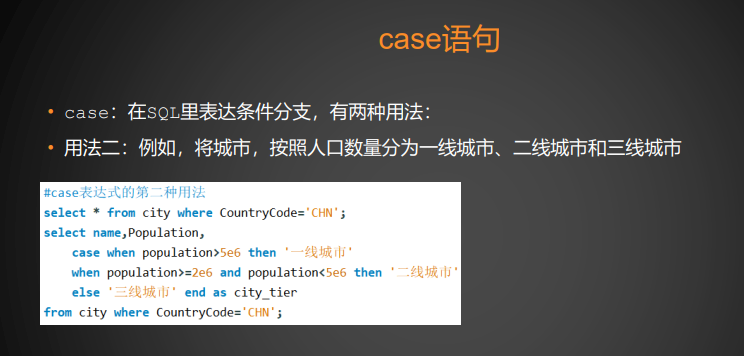 case语句
• case：在SQL里表达条件分支，有两种用法：
• 用法二：例如，将城市，按照人口数量分为一线城市、二线城市和三线城市
#case表达式的第二种用法
select * from city where CountryCode='CHN';
select name,Population,
    case when population>5e6 then '一线城市'
    when population>=2e6 and population<5e6 then '二线城市'
    else '三线城市' end as city_tier
from city where CountryCode='CHN';